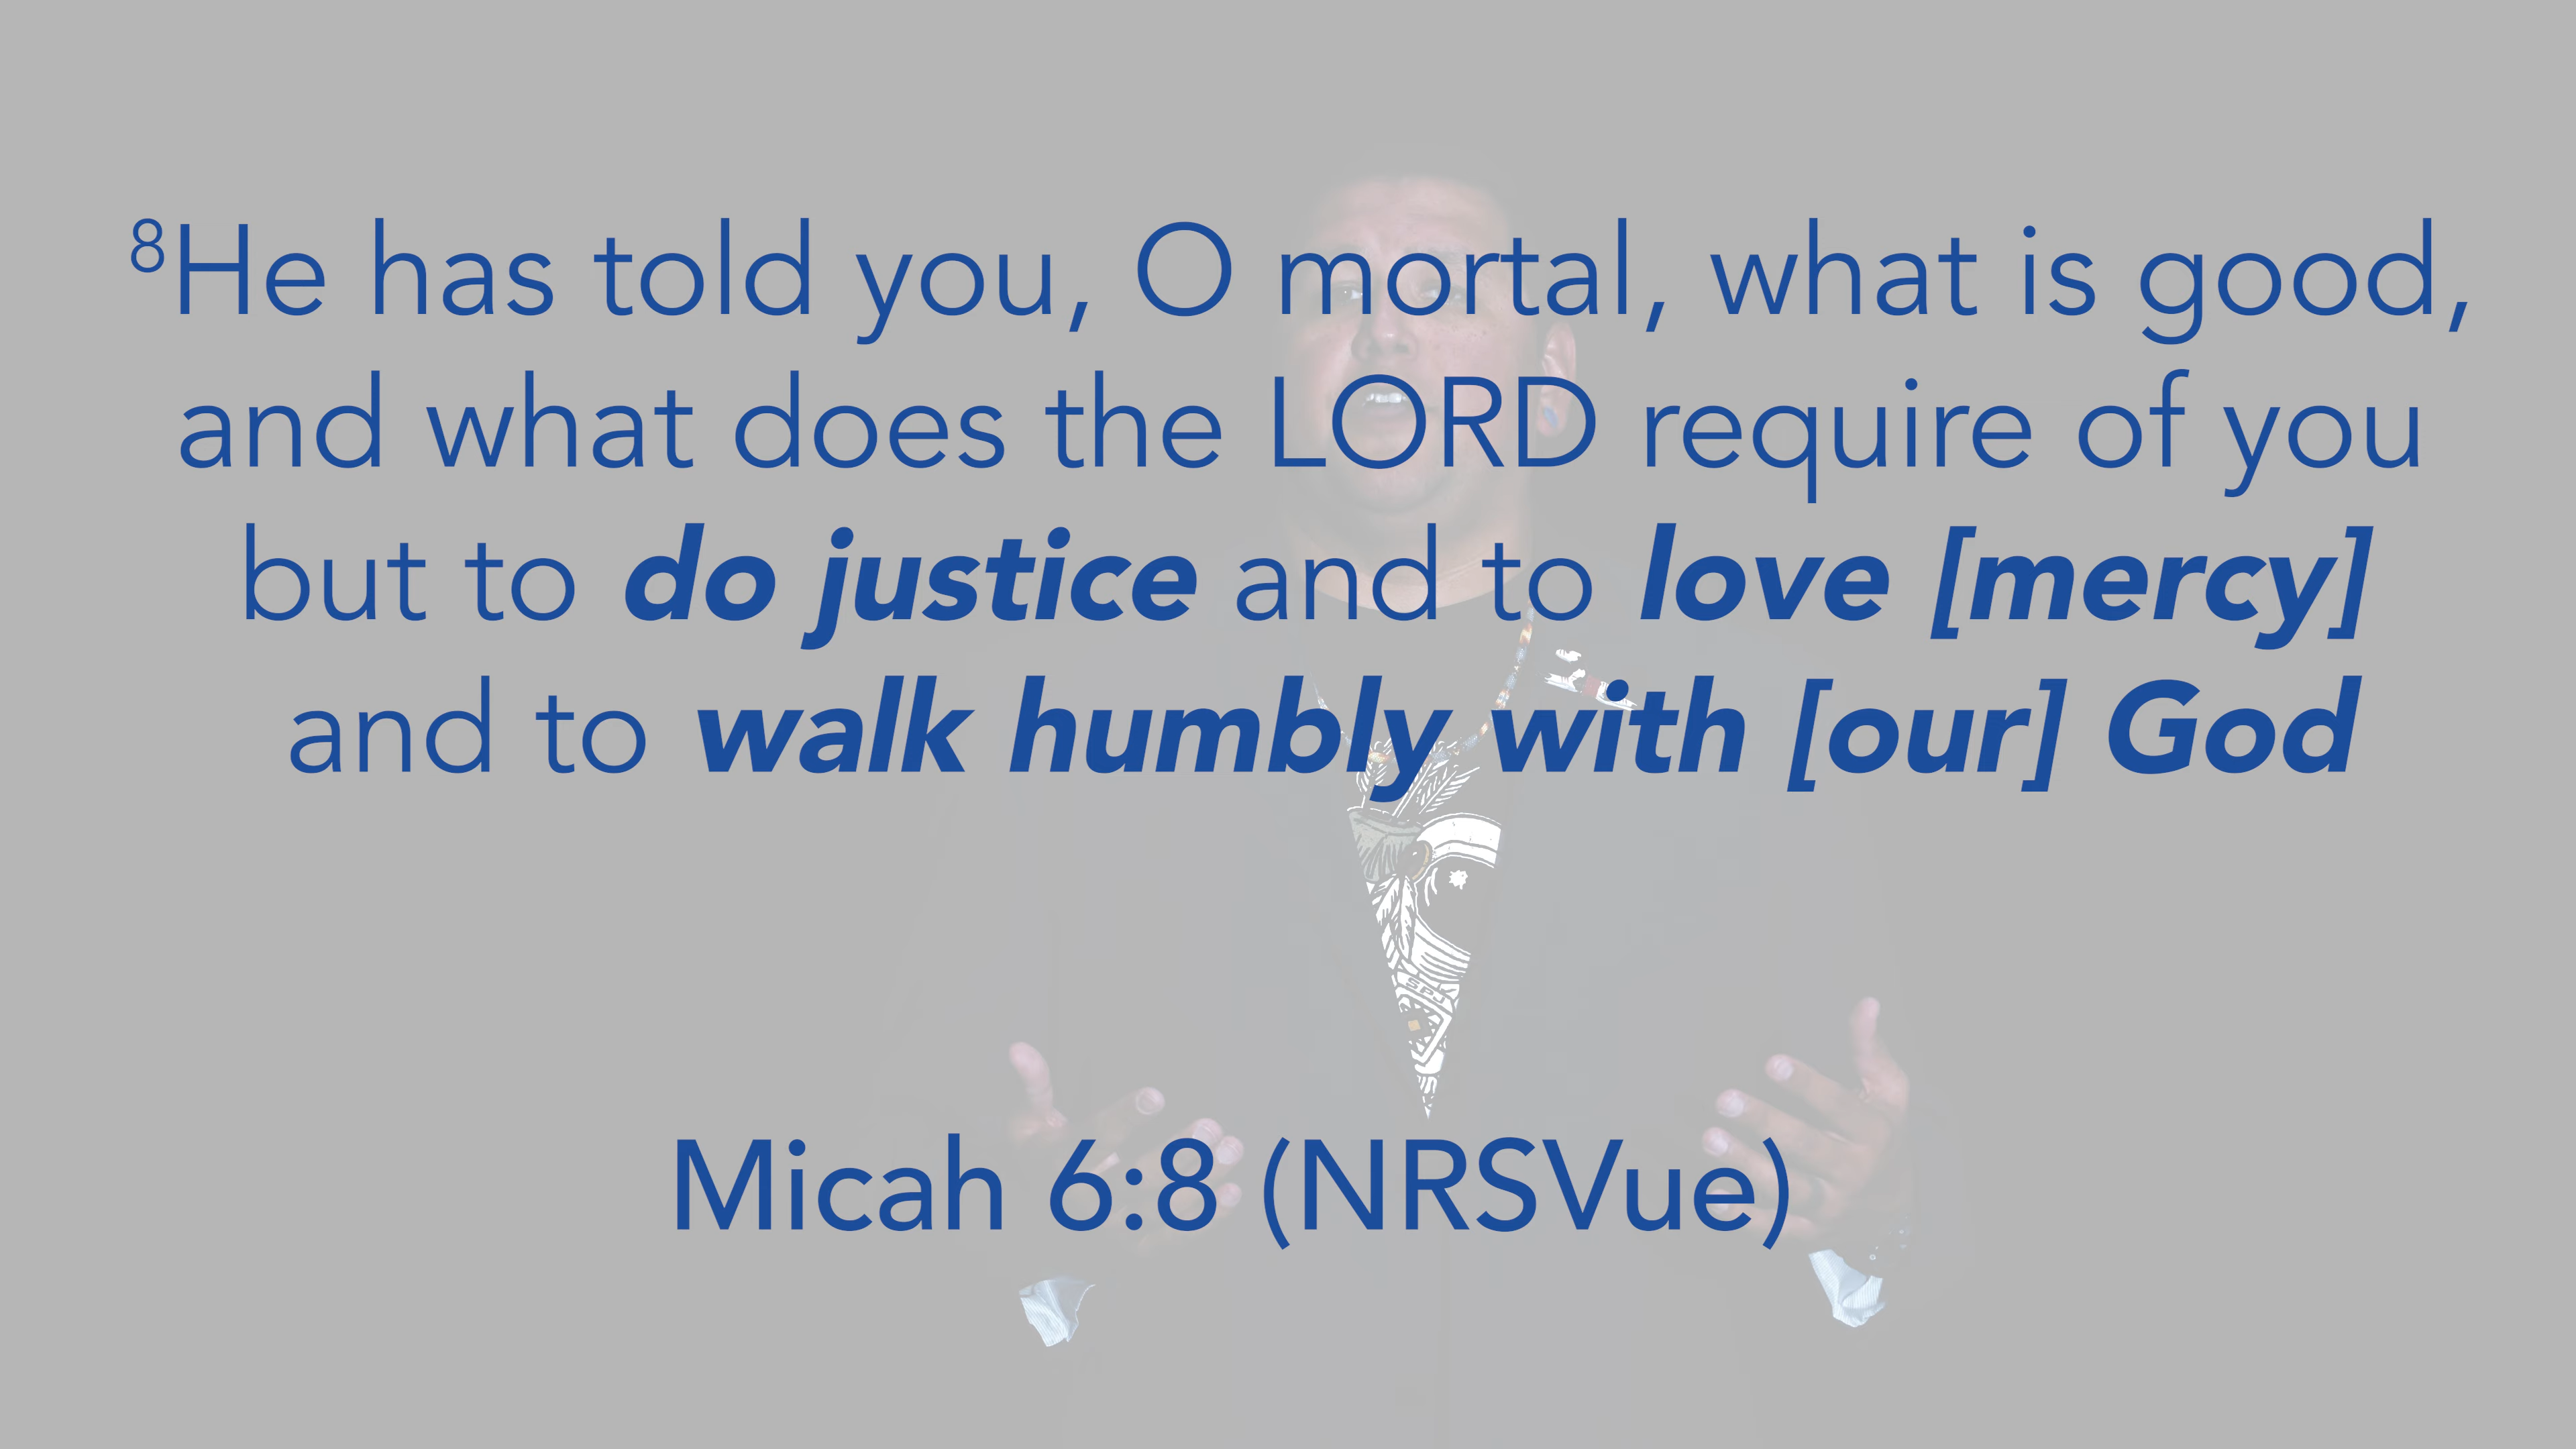 ⁸He has told you, O mortal, what is good,
and what does the LORD require of you
but to do justice and to love [mercy]
and to walk humbly with [our] God
SPJ
Micah 6:8 (NRSVue)